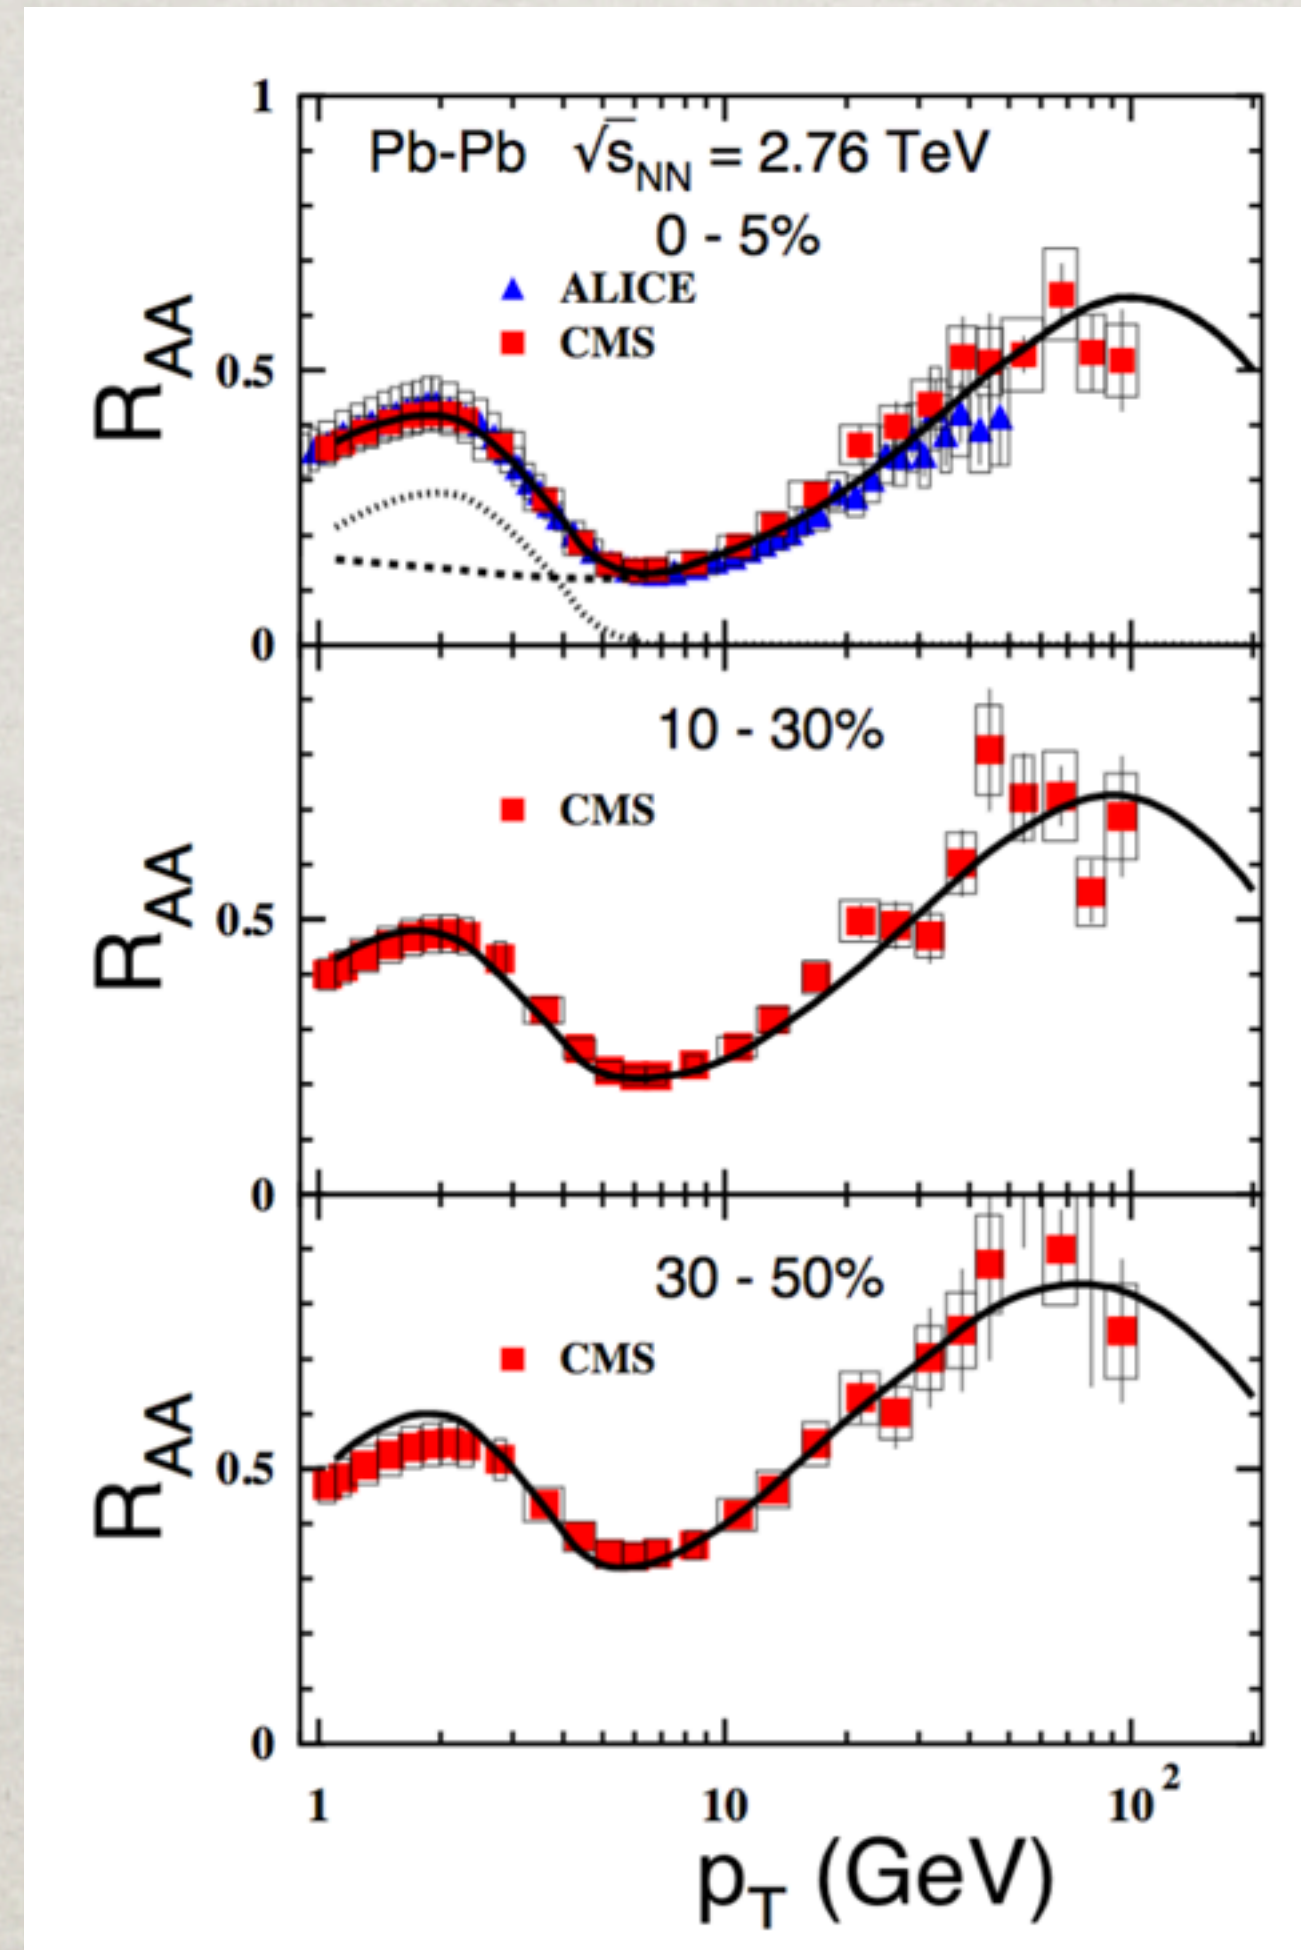 1
Pb-Pb √s̅NN = 2.76 TeV
0 - 5%
ALICE
CMS
RAA
0.5
0
10 - 30%
CMS
RAA
0.5
0
30 - 50%
CMS
RAA
0.5
0
1 10 10²
pT (GeV)